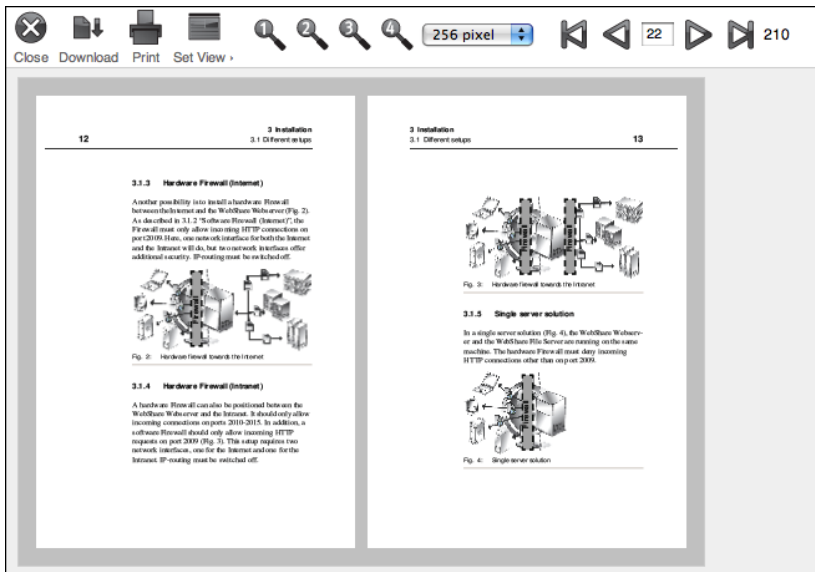 1 2 3 4 256 pixel 22 210
Close Download Print Set View ›
12
3 Installation
3.1 Different setups
3.1.3 Hardware Firewall (Internet)
Another possibility is to install a hardware Firewall
between the Internet and the WebShare Webserver (Fig. 2).
As described in 3.1.2 "Software Firewall (Internet)", the
Firewall must only allow incoming HTTP connections on
port 2009. Here, one network interface for both the Internet
and the Intranet will do, but two network interfaces offer
additional security. IP-routing must be switched off.
Firewall
Fig. 2: Hardware firewall towards the Internet
3.1.4 Hardware Firewall (Intranet)
A hardware Firewall can also be positioned between the
WebShare Webserver and the Intranet. It should only allow
incoming connections on ports 2010-2015. In addition, a
software Firewall should only allow incoming HTTP
requests on port 2009 (Fig. 3). This setup requires two
network interfaces, one for the Internet and one for the
Intranet. IP-routing must be switched off.
3 Installation
3.1 Different setups
13
Firewall Firewall
Fig. 3: Hardware firewall towards the Intranet
3.1.5 Single server solution
In a single server solution (Fig. 4), the WebShare Webserv-
er and the WebShare File Server are running on the same
machine. The hardware Firewall must deny incoming
HTTP connections other than on port 2009.
Firewall
Fig. 4: Single server solution